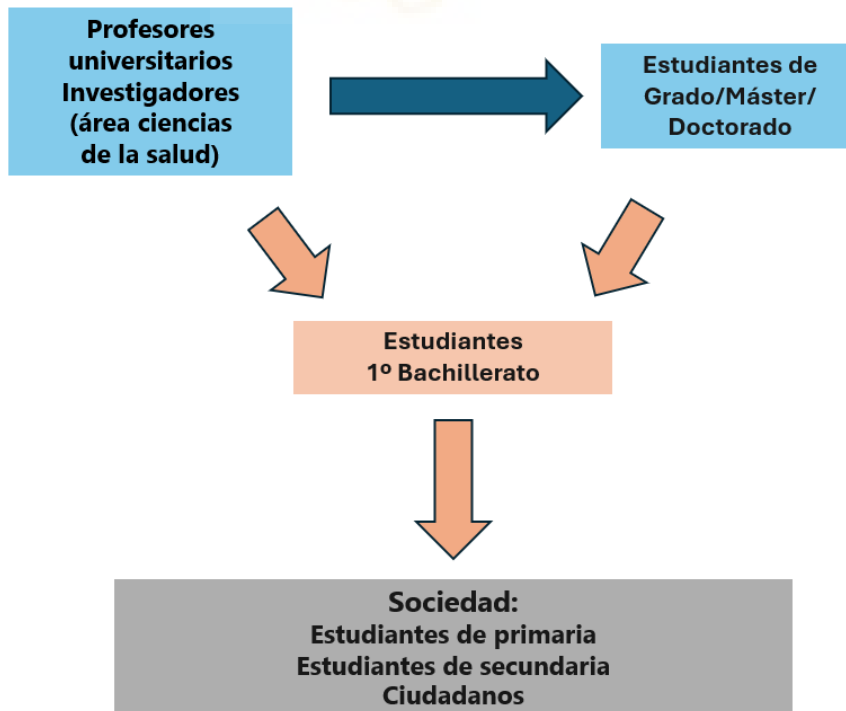 Profesores
universitarios
Investigadores
(área ciencias
de la salud)
Estudiantes de
Grado/Máster/
Doctorado
Estudiantes
1º Bachillerato
Sociedad:
Estudiantes de primaria
Estudiantes de secundaria
Ciudadanos